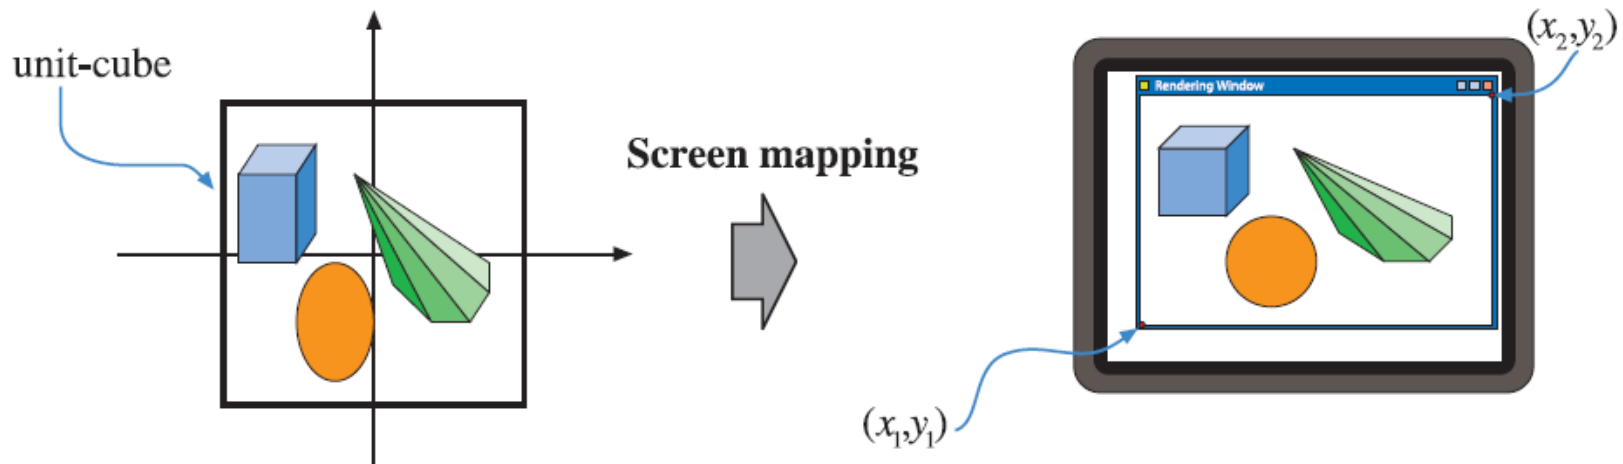 unit-cube
Screen mapping
Rendering Window
(x₂,y₂)
(x₁,y₁)